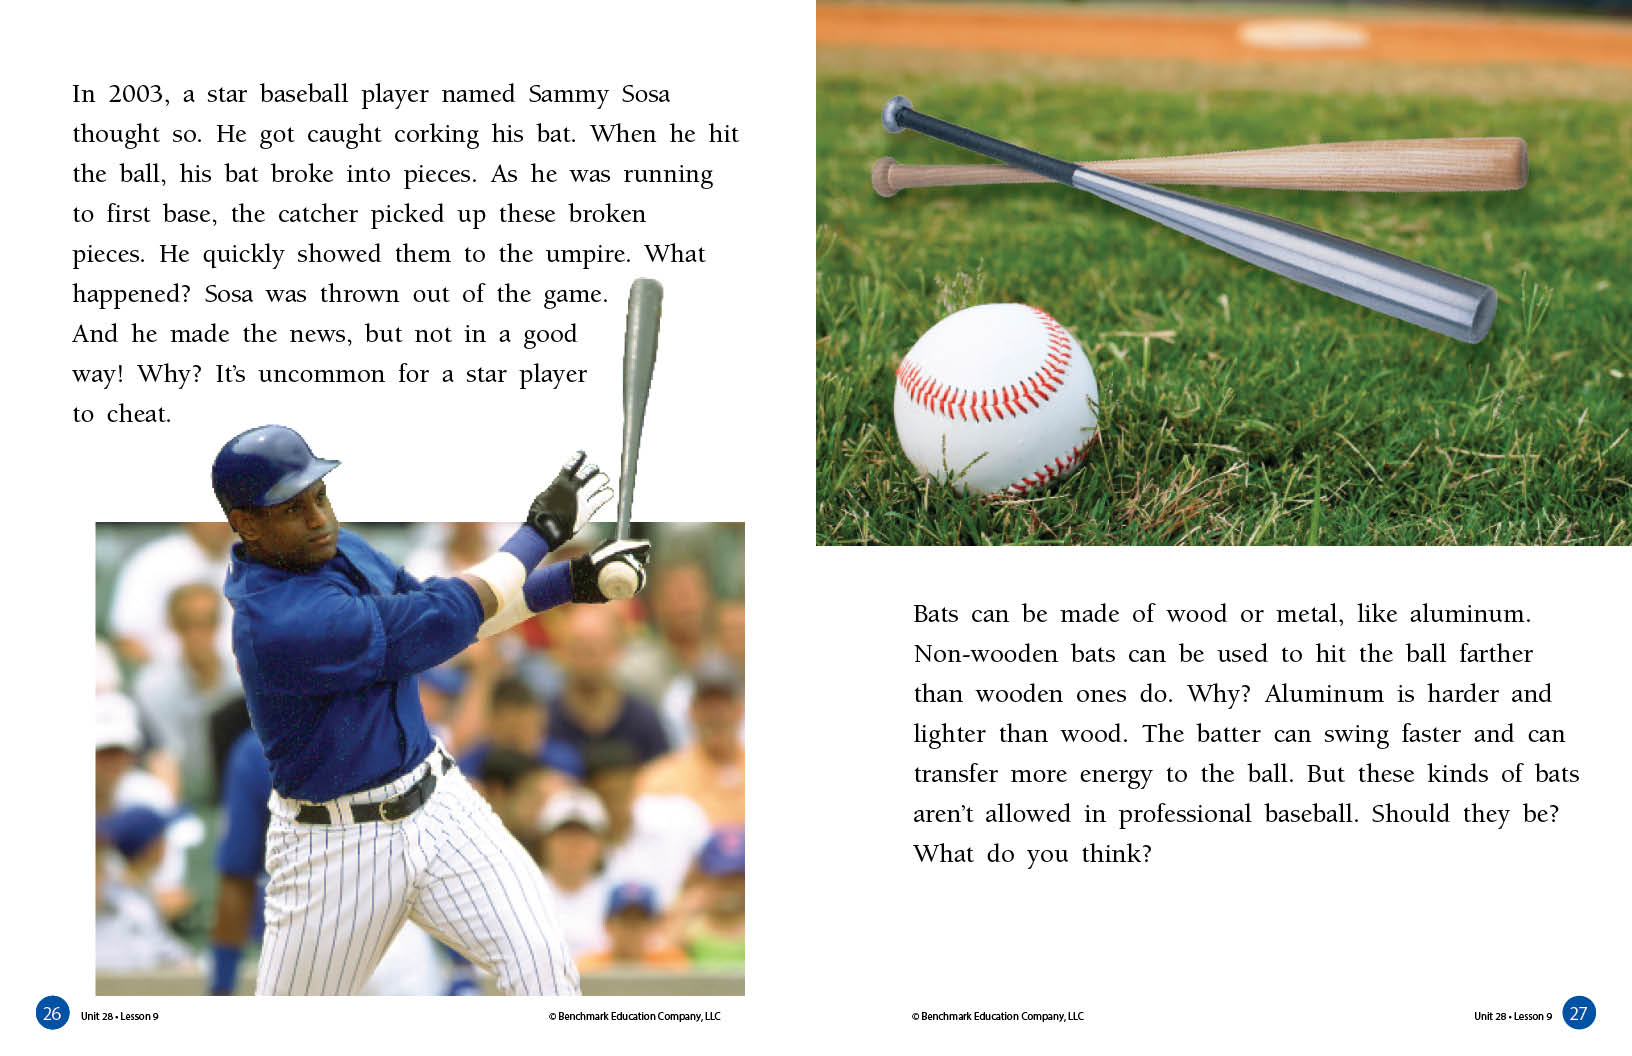 In 2003, a star baseball player named Sammy Sosa
thought so. He got caught corking his bat. When he hit
the ball, his bat broke into pieces. As he was running
to first base, the catcher picked up these broken
pieces. He quickly showed them to the umpire. What
happened? Sosa was thrown out of the game.
And he made the news, but not in a good
way! Why? It’s uncommon for a star player
to cheat.
26
Unit 28 • Lesson 9
© Benchmark Education Company, LLC
Bats can be made of wood or metal, like aluminum.
Non-wooden bats can be used to hit the ball farther
than wooden ones do. Why? Aluminum is harder and
lighter than wood. The batter can swing faster and can
transfer more energy to the ball. But these kinds of bats
aren’t allowed in professional baseball. Should they be?
What do you think?
© Benchmark Education Company, LLC
Unit 28 • Lesson 9
27